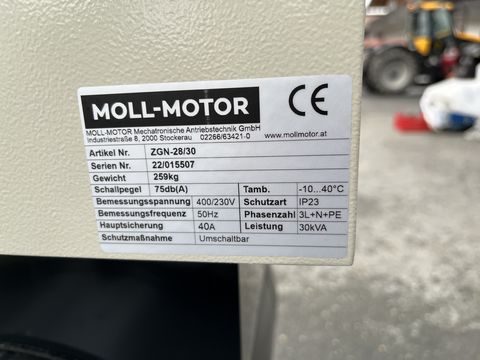 MOLL-MOTOR CE
MOLL-MOTOR Mechatronische Antriebstechnik GmbH
Industriestraße 8, 2000 Stockerau 02266/63421-0 www.mollmotor.at
Artikel Nr. ZGN-28/30
Serien Nr. 22/015507
Gewicht 259kg
Schallpegel 75db(A) Tamb. -10...40°C
Bemessungsspannung 400/230V Schutzart IP23
Bemessungsfrequenz 50Hz Phasenzahl 3L+N+PE
Hauptsicherung 40A Leistung 30kVA
Schutzmaßnahme Umschaltbar